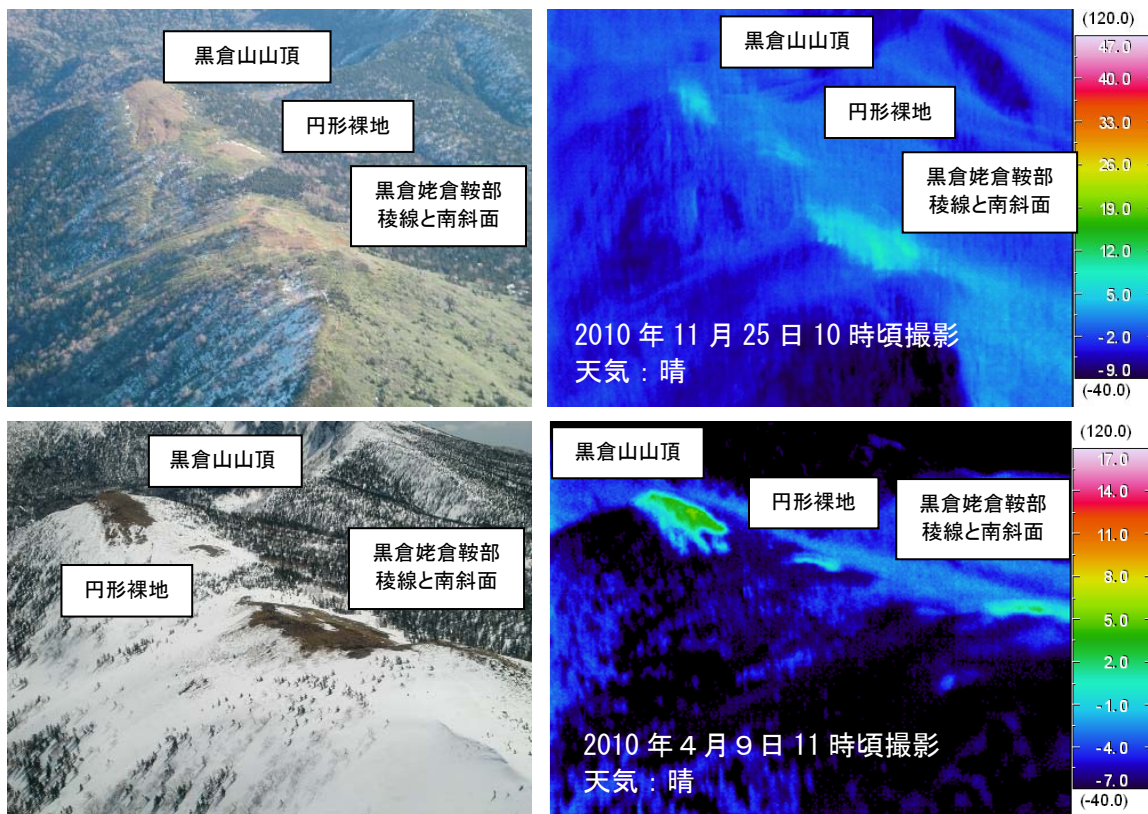 黒倉山山頂
円形裸地
黒倉姥倉鞍部
稜線と南斜面
黒倉山山頂
円形裸地
黒倉姥倉鞍部
稜線と南斜面
2010 年 11 月 25 日 10 時頃撮影
天気：晴
(120.0)
47.0
40.0
33.0
26.0
19.0
12.0
5.0
-2.0
-9.0
(-40.0)
黒倉山山頂
黒倉姥倉鞍部
稜線と南斜面
円形裸地
黒倉山山頂
円形裸地
黒倉姥倉鞍部
稜線と南斜面
2010 年４月９日 11 時頃撮影
天気：晴
(120.0)
17.0
14.0
11.0
8.0
5.0
2.0
-1.0
-4.0
-7.0
(-40.0)